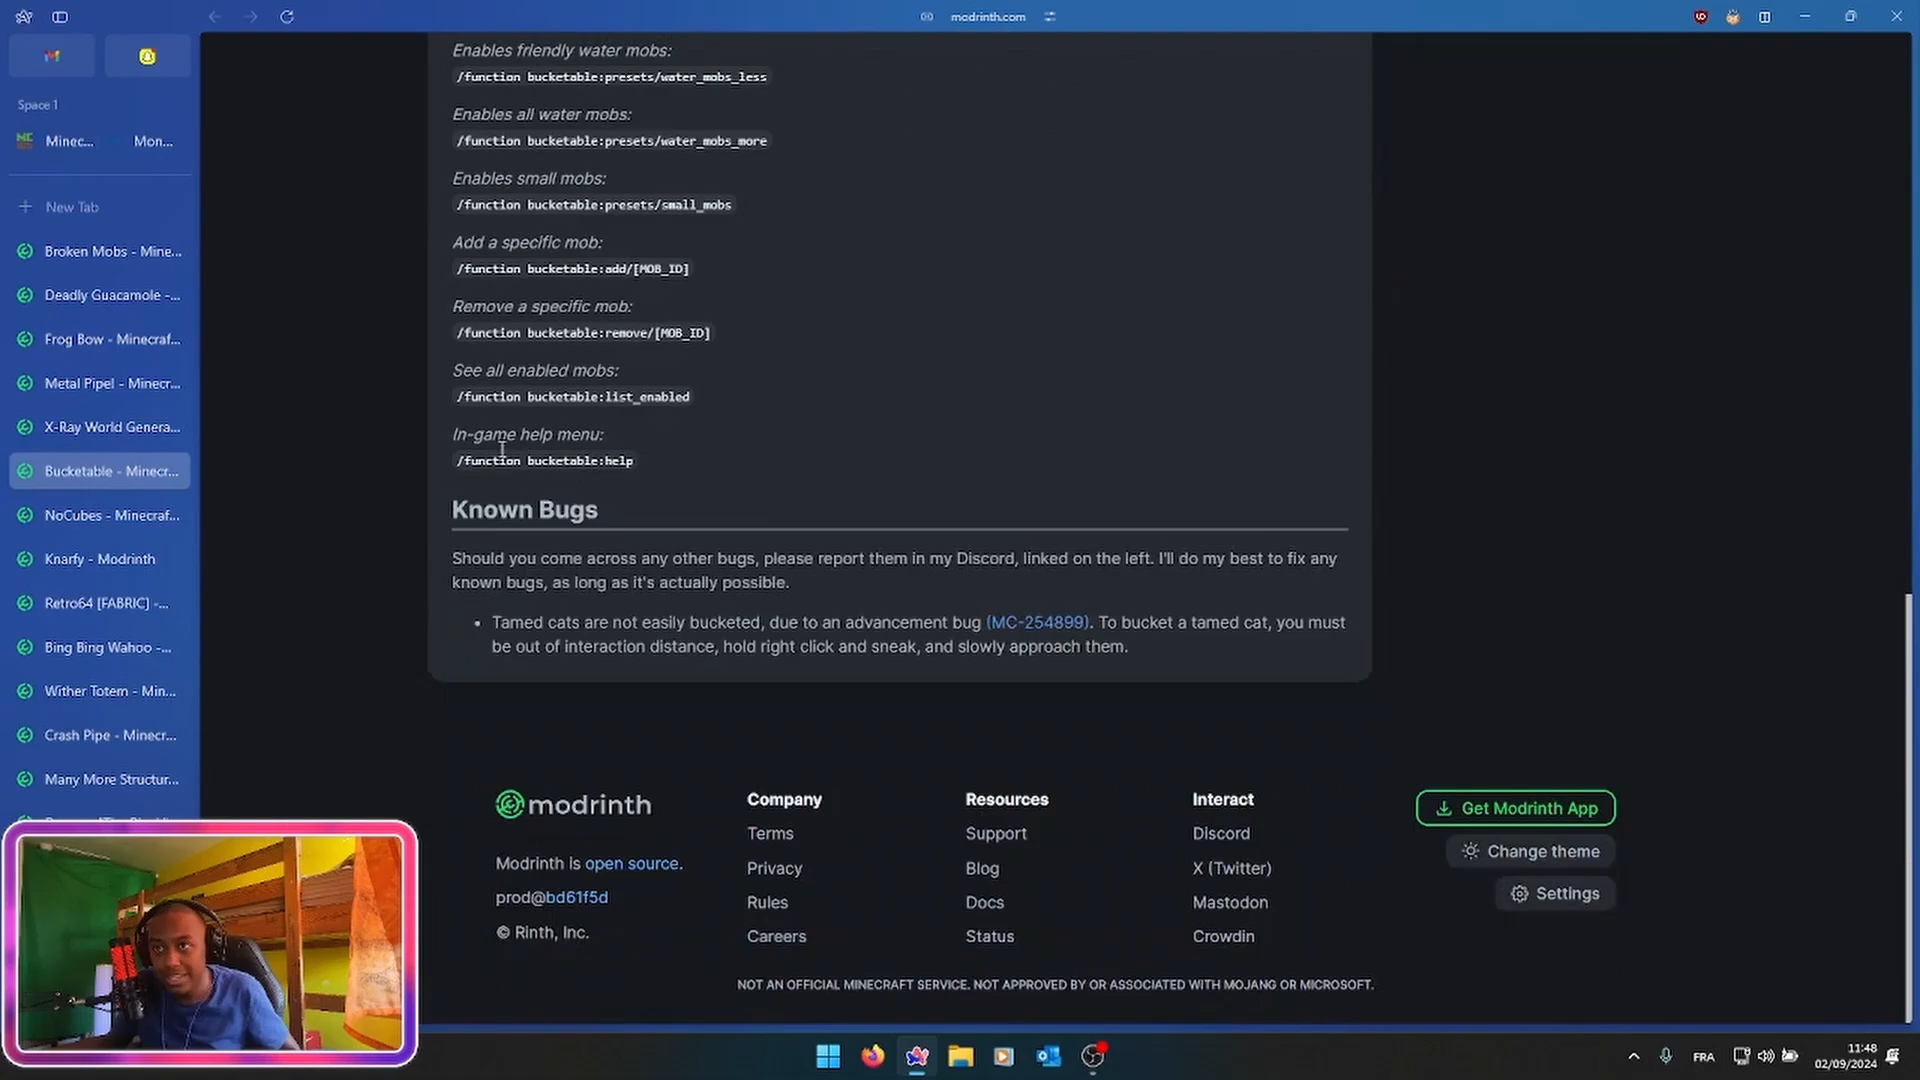 modrinth.com
Space 1
Minec...
Mon...
New Tab
Broken Mobs - Mine...
Deadly Guacamole -...
Frog Bow - Minecraf...
Metal Pipel - Minecr...
X-Ray World Genera...
Bucketable - Minecr...
NoCubes - Minecraf...
Knarfy - Modrinth
Retro64 [FABRIC] -...
Bing Bing Wahoo -...
Wither Totem - Min...
Crash Pipe - Minecr...
Many More Structur...
Enables friendly water mobs:
/function bucketable:presets/water_mobs_less
Enables all water mobs:
/function bucketable:presets/water_mobs_more
Enables small mobs:
/function bucketable:presets/small_mobs
Add a specific mob:
/function bucketable:add/[MOB_ID]
Remove a specific mob:
/function bucketable:remove/[MOB_ID]
See all enabled mobs:
/function bucketable:list_enabled
In-game help menu:
/function bucketable:help
Known Bugs
Should you come across any other bugs, please report them in my Discord, linked on the left. I'll do my best to fix any
known bugs, as long as it's actually possible.
• Tamed cats are not easily bucketed, due to an advancement bug (MC-254899). To bucket a tamed cat, you must
be out of interaction distance, hold right click and sneak, and slowly approach them.
modrinth
Modrinth is open source.
prod@bd61f5d
© Rinth, Inc.
Company
Terms
Privacy
Rules
Careers
Resources
Support
Blog
Docs
Status
Interact
Discord
X (Twitter)
Mastodon
Crowdin
Get Modrinth App
Change theme
Settings
NOT AN OFFICIAL MINECRAFT SERVICE. NOT APPROVED BY OR ASSOCIATED WITH MOJANG OR MICROSOFT.
FRA
11:48
02/09/2024